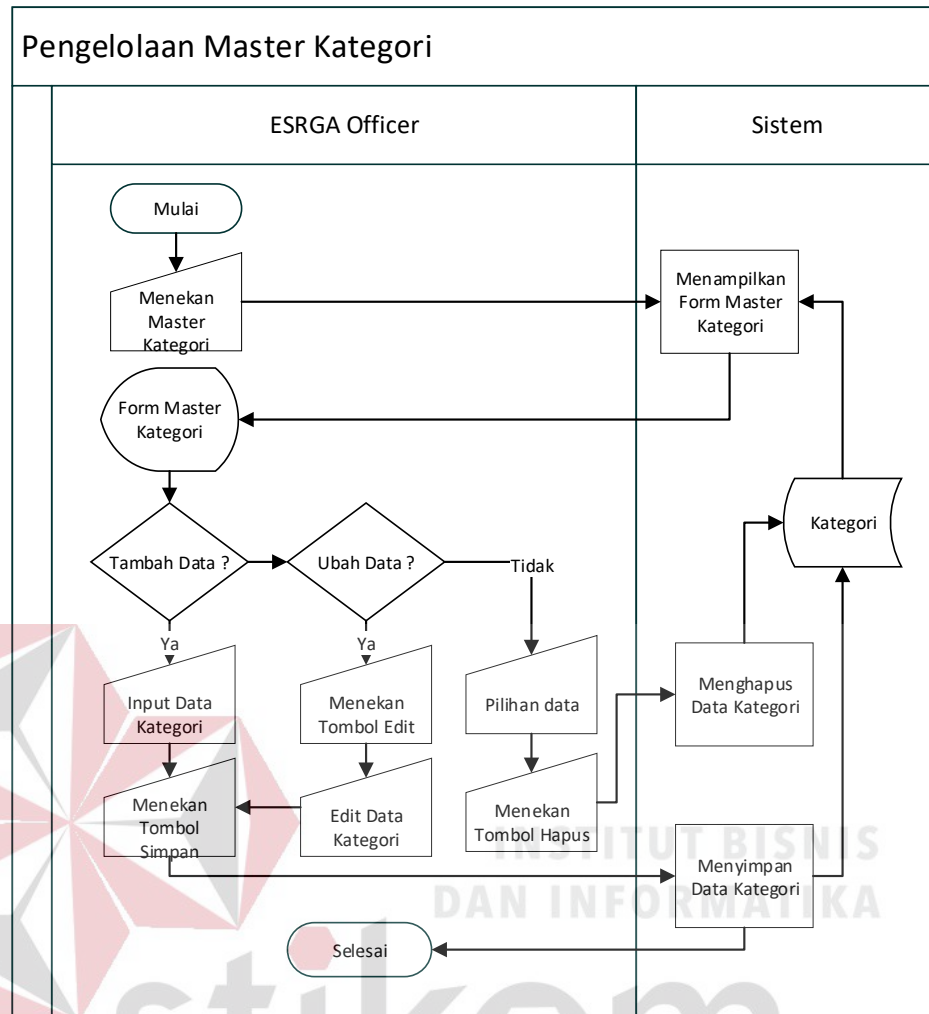 Pengelolaan Master Kategori
ESRGA Officer
Sistem
Mulai
Menekan
Master
Kategori
Menampilkan
Form Master
Kategori
Form Master
Kategori
Kategori
Tambah Data ?
Ubah Data ?
Tidak
Ya
Ya
Input Data
Kategori
Menekan
Tombol Edit
Pilihan data
Menghapus
Data Kategori
Menekan
Tombol
Simpan
Edit Data
Kategori
Menekan
Tombol Hapus
Menyimpan
Data Kategori
INSTITUT BISNIS
DAN INFORMATIKA
Selesai
stikom